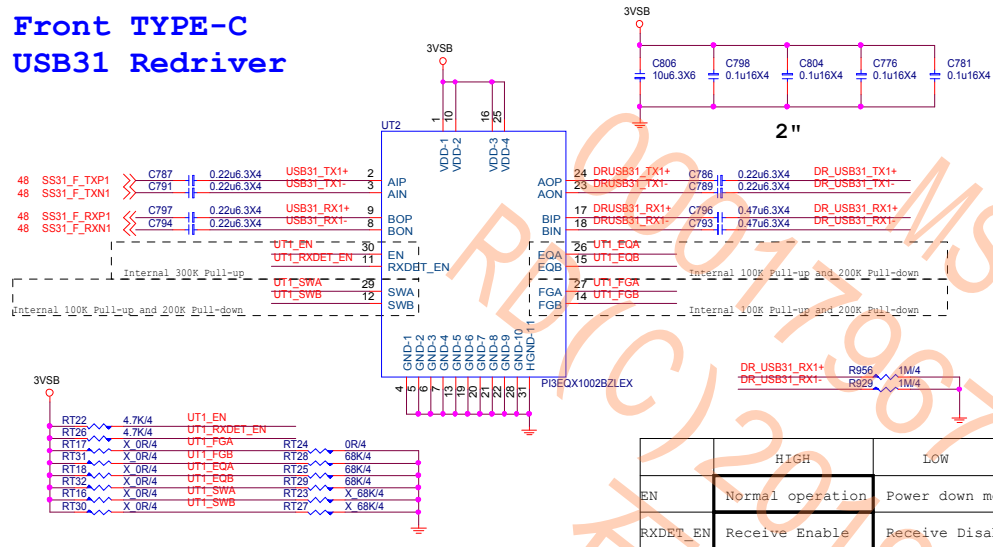 Front TYPE-C
USB31 Redriver
3VSB
C806 10u6.3X6
C798 0.1u16X4
C804 0.1u16X4
C776 0.1u16X4
C781 0.1u16X4
2"
3VSB
UT2
1 10 16 25
VDD-1 VDD-2 VDD-3 VDD-4
48 SS31_F_TXP1 C787 0.22u6.3X4 USB31_TX1+ 2 AIP
48 SS31_F_TXN1 C791 0.22u6.3X4 USB31_TX1- 3 AIN
48 SS31_F_RXP1 C797 0.22u6.3X4 USB31_RX1+ 9 BOP
48 SS31_F_RXN1 C794 0.22u6.3X4 USB31_RX1- 8 BON
UT1_EN 30 EN
UT1_RXDET_EN 11 RXDET_EN
Internal 300K Pull-up
UT1_SWA 29 SWA
UT1_SWB 12 SWB
Internal 100K Pull-up and 200K Pull-down
AOP 24 DRUSB31_TX1+ C786 0.22u6.3X4 DR_USB31_TX1+
AON 23 DRUSB31_TX1- C789 0.22u6.3X4 DR_USB31_TX1-
BIP 17 DRUSB31_RX1+ C796 0.47u6.3X4 DR_USB31_RX1+
BIN 18 DRUSB31_RX1- C793 0.47u6.3X4 DR_USB31_RX1-
EQA 26 UT1_EQA
EQB 15 UT1_EQB
Internal 100K Pull-up and 200K Pull-down
FGA 27 UT1_FGA
FGB 14 UT1_FGB
Internal 100K Pull-up and 200K Pull-down
GND-1 GND-2 GND-3 GND-4 GND-5 GND-6 GND-7 GND-8 GND-9 GND-10 HGND-11
4 5 6 7 13 19 20 21 22 28 31
PI3EQX1002BZLEX
DR_USB31_RX1+ R956 1M/4
DR_USB31_RX1- R929 1M/4
3VSB
RT22 4.7K/4 UT1_EN
RT26 4.7K/4 UT1_RXDET_EN
RT17 X_0R/4 UT1_FGA RT24 0R/4
RT31 X_0R/4 UT1_FGB RT28 68K/4
RT18 X_0R/4 UT1_EQA RT25 68K/4
RT32 X_0R/4 UT1_EQB RT29 68K/4
RT16 X_0R/4 UT1_SWA RT23 X_68K/4
RT30 X_0R/4 UT1_SWB RT27 X_68K/4
HIGH LOW
EN Normal operation Power down m
RXDET_EN Receive Enable Receive Disa
MS
00017967
RD(C)201